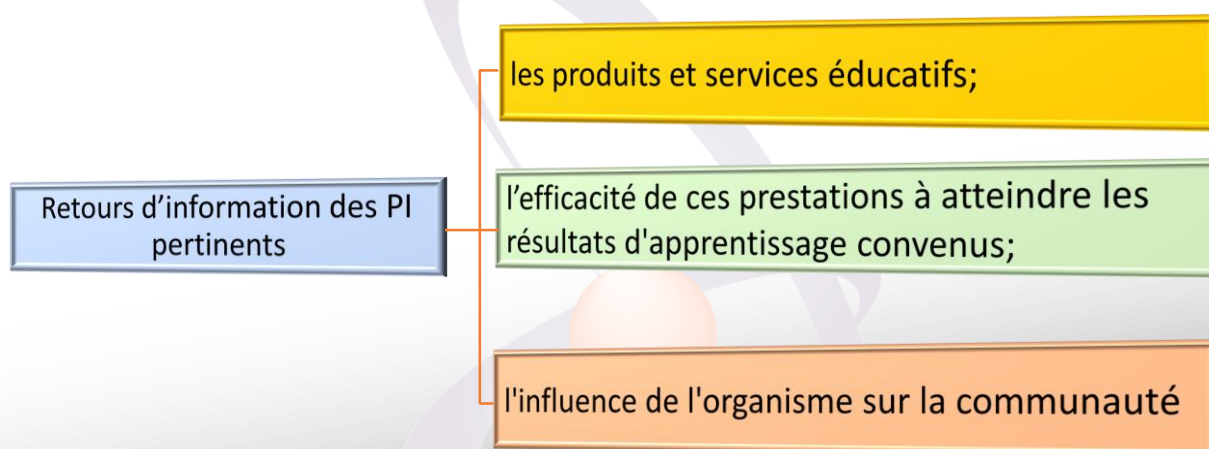 Retours d’information des PI
pertinents
les produits et services éducatifs;
l’efficacité de ces prestations à atteindre les
résultats d'apprentissage convenus;
l'influence de l'organisme sur la communauté